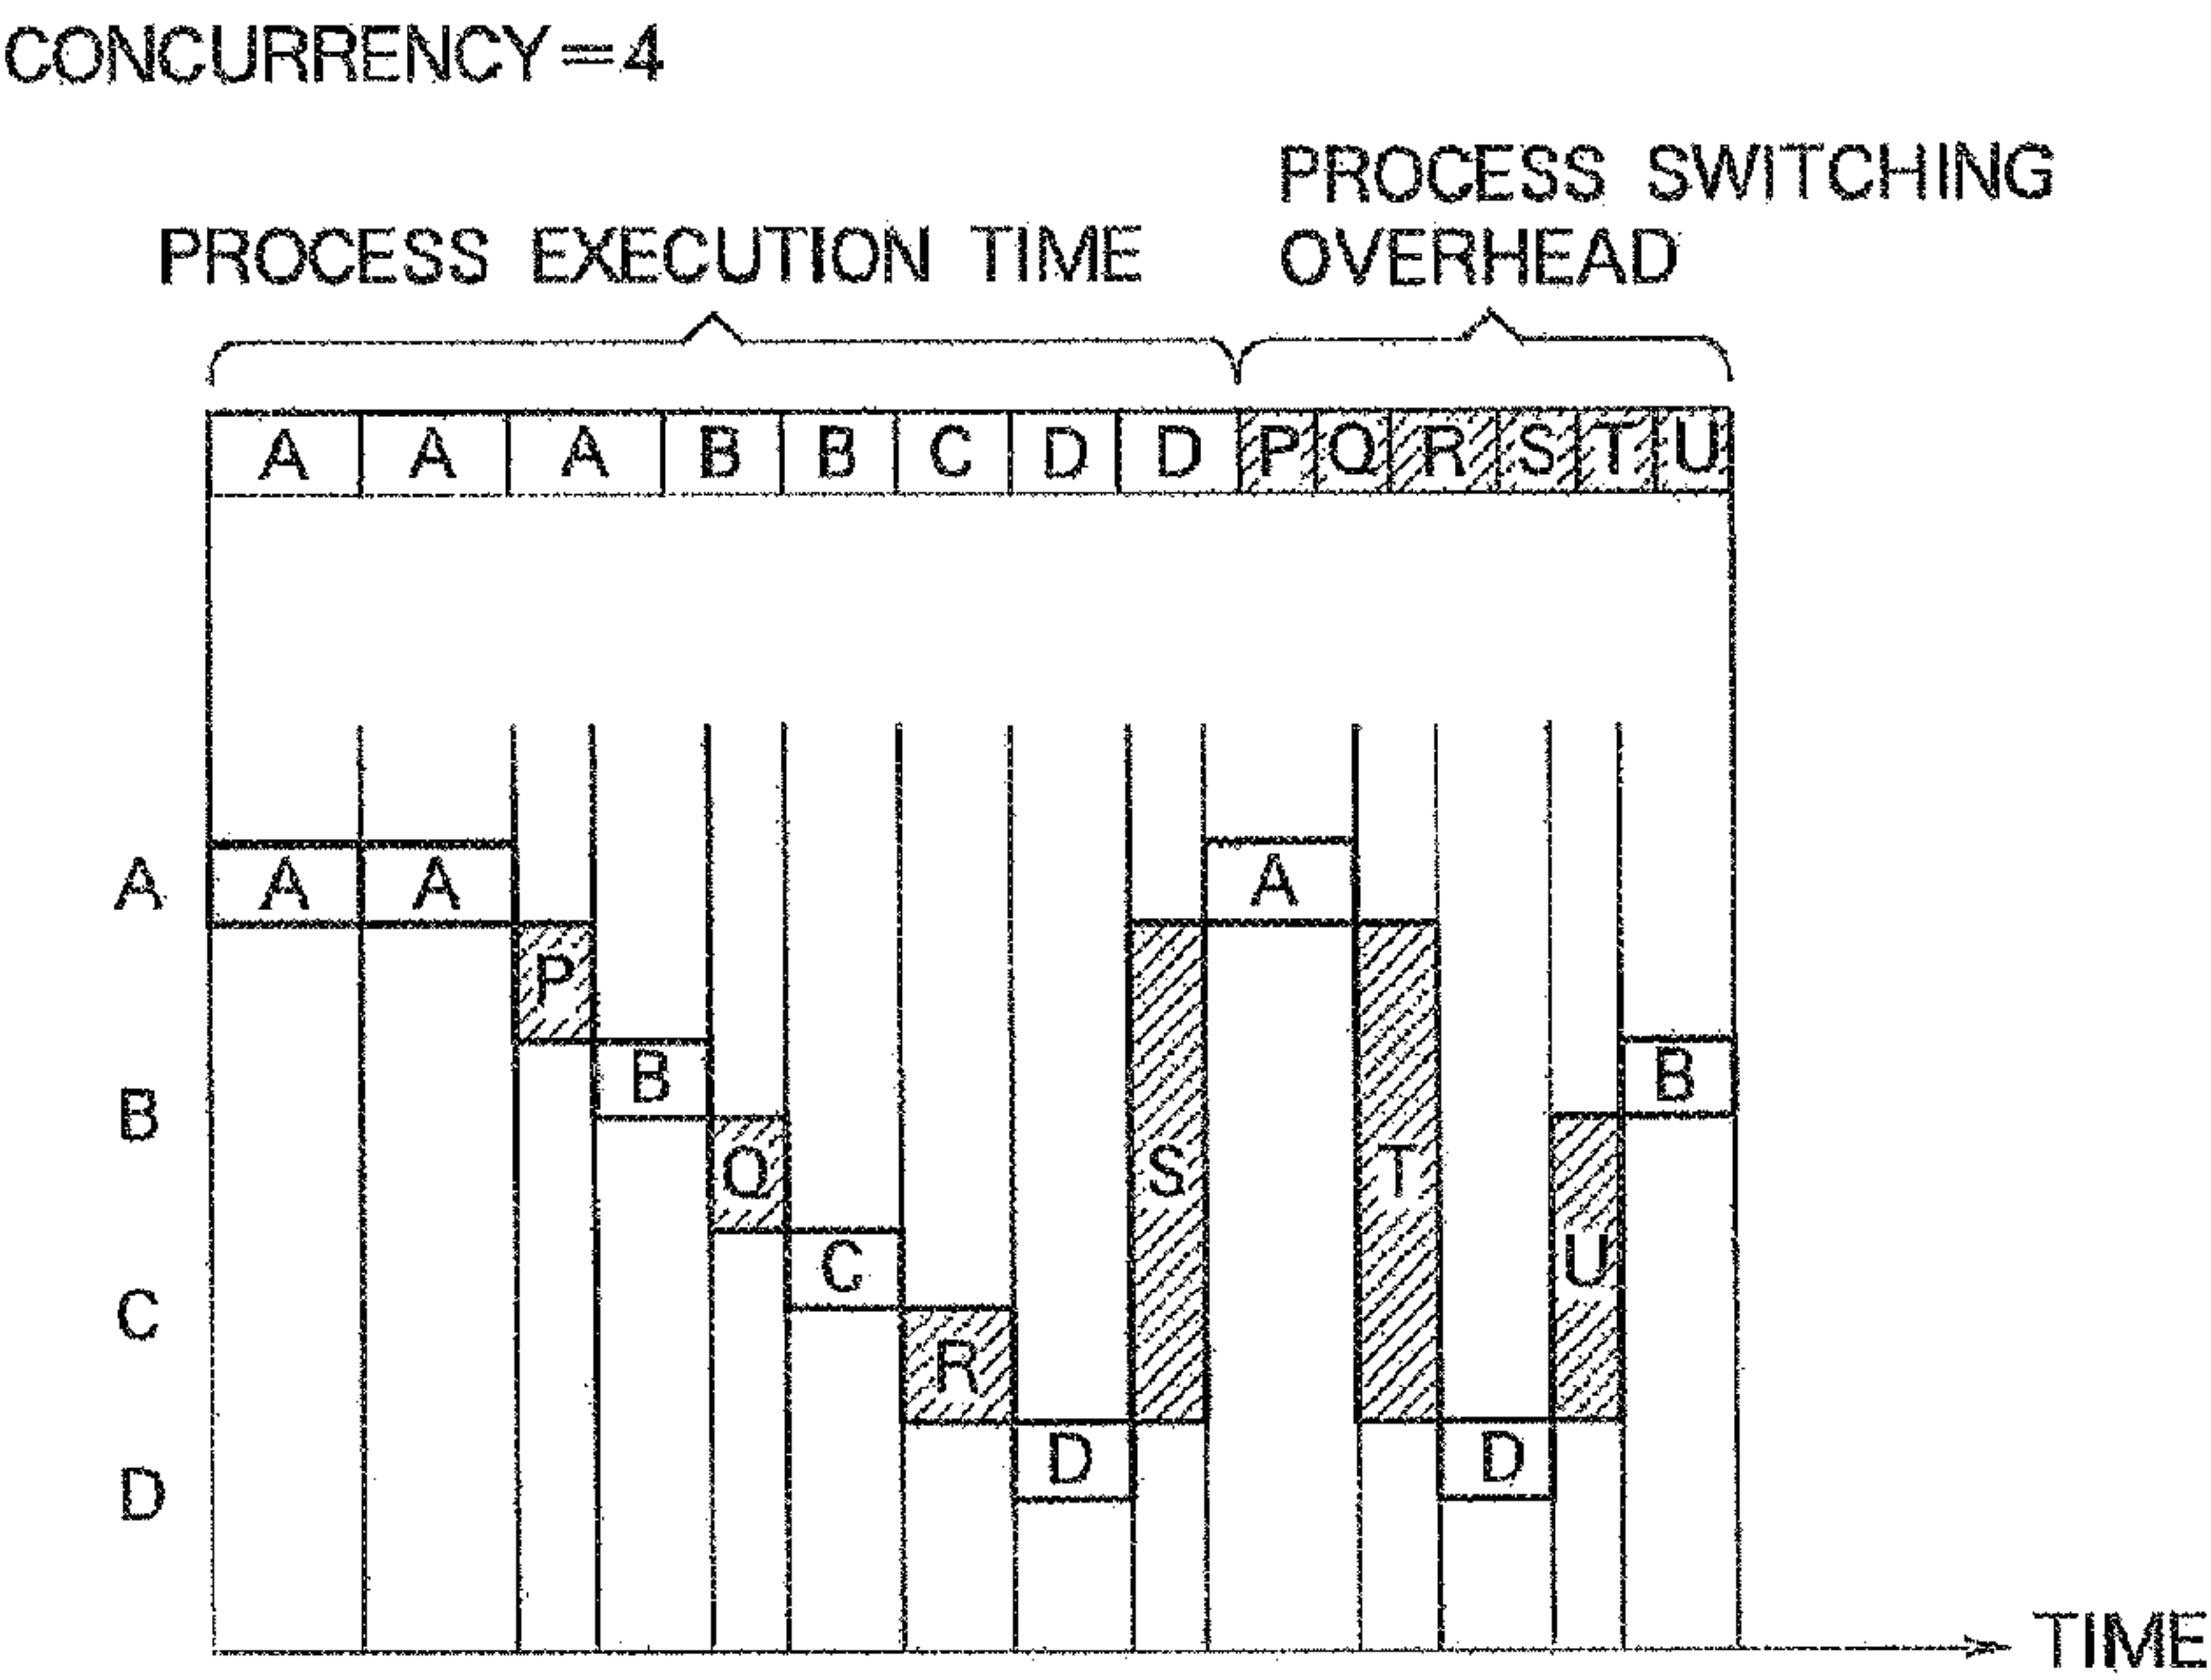 CONCURRENCY=4
PROCESS SWITCHING
OVERHEAD
PROCESS EXECUTION TIME
A A A B B C D D P Q R S T U
A A A A
P
B B B
Q S T
C C U
R
D D D
TIME